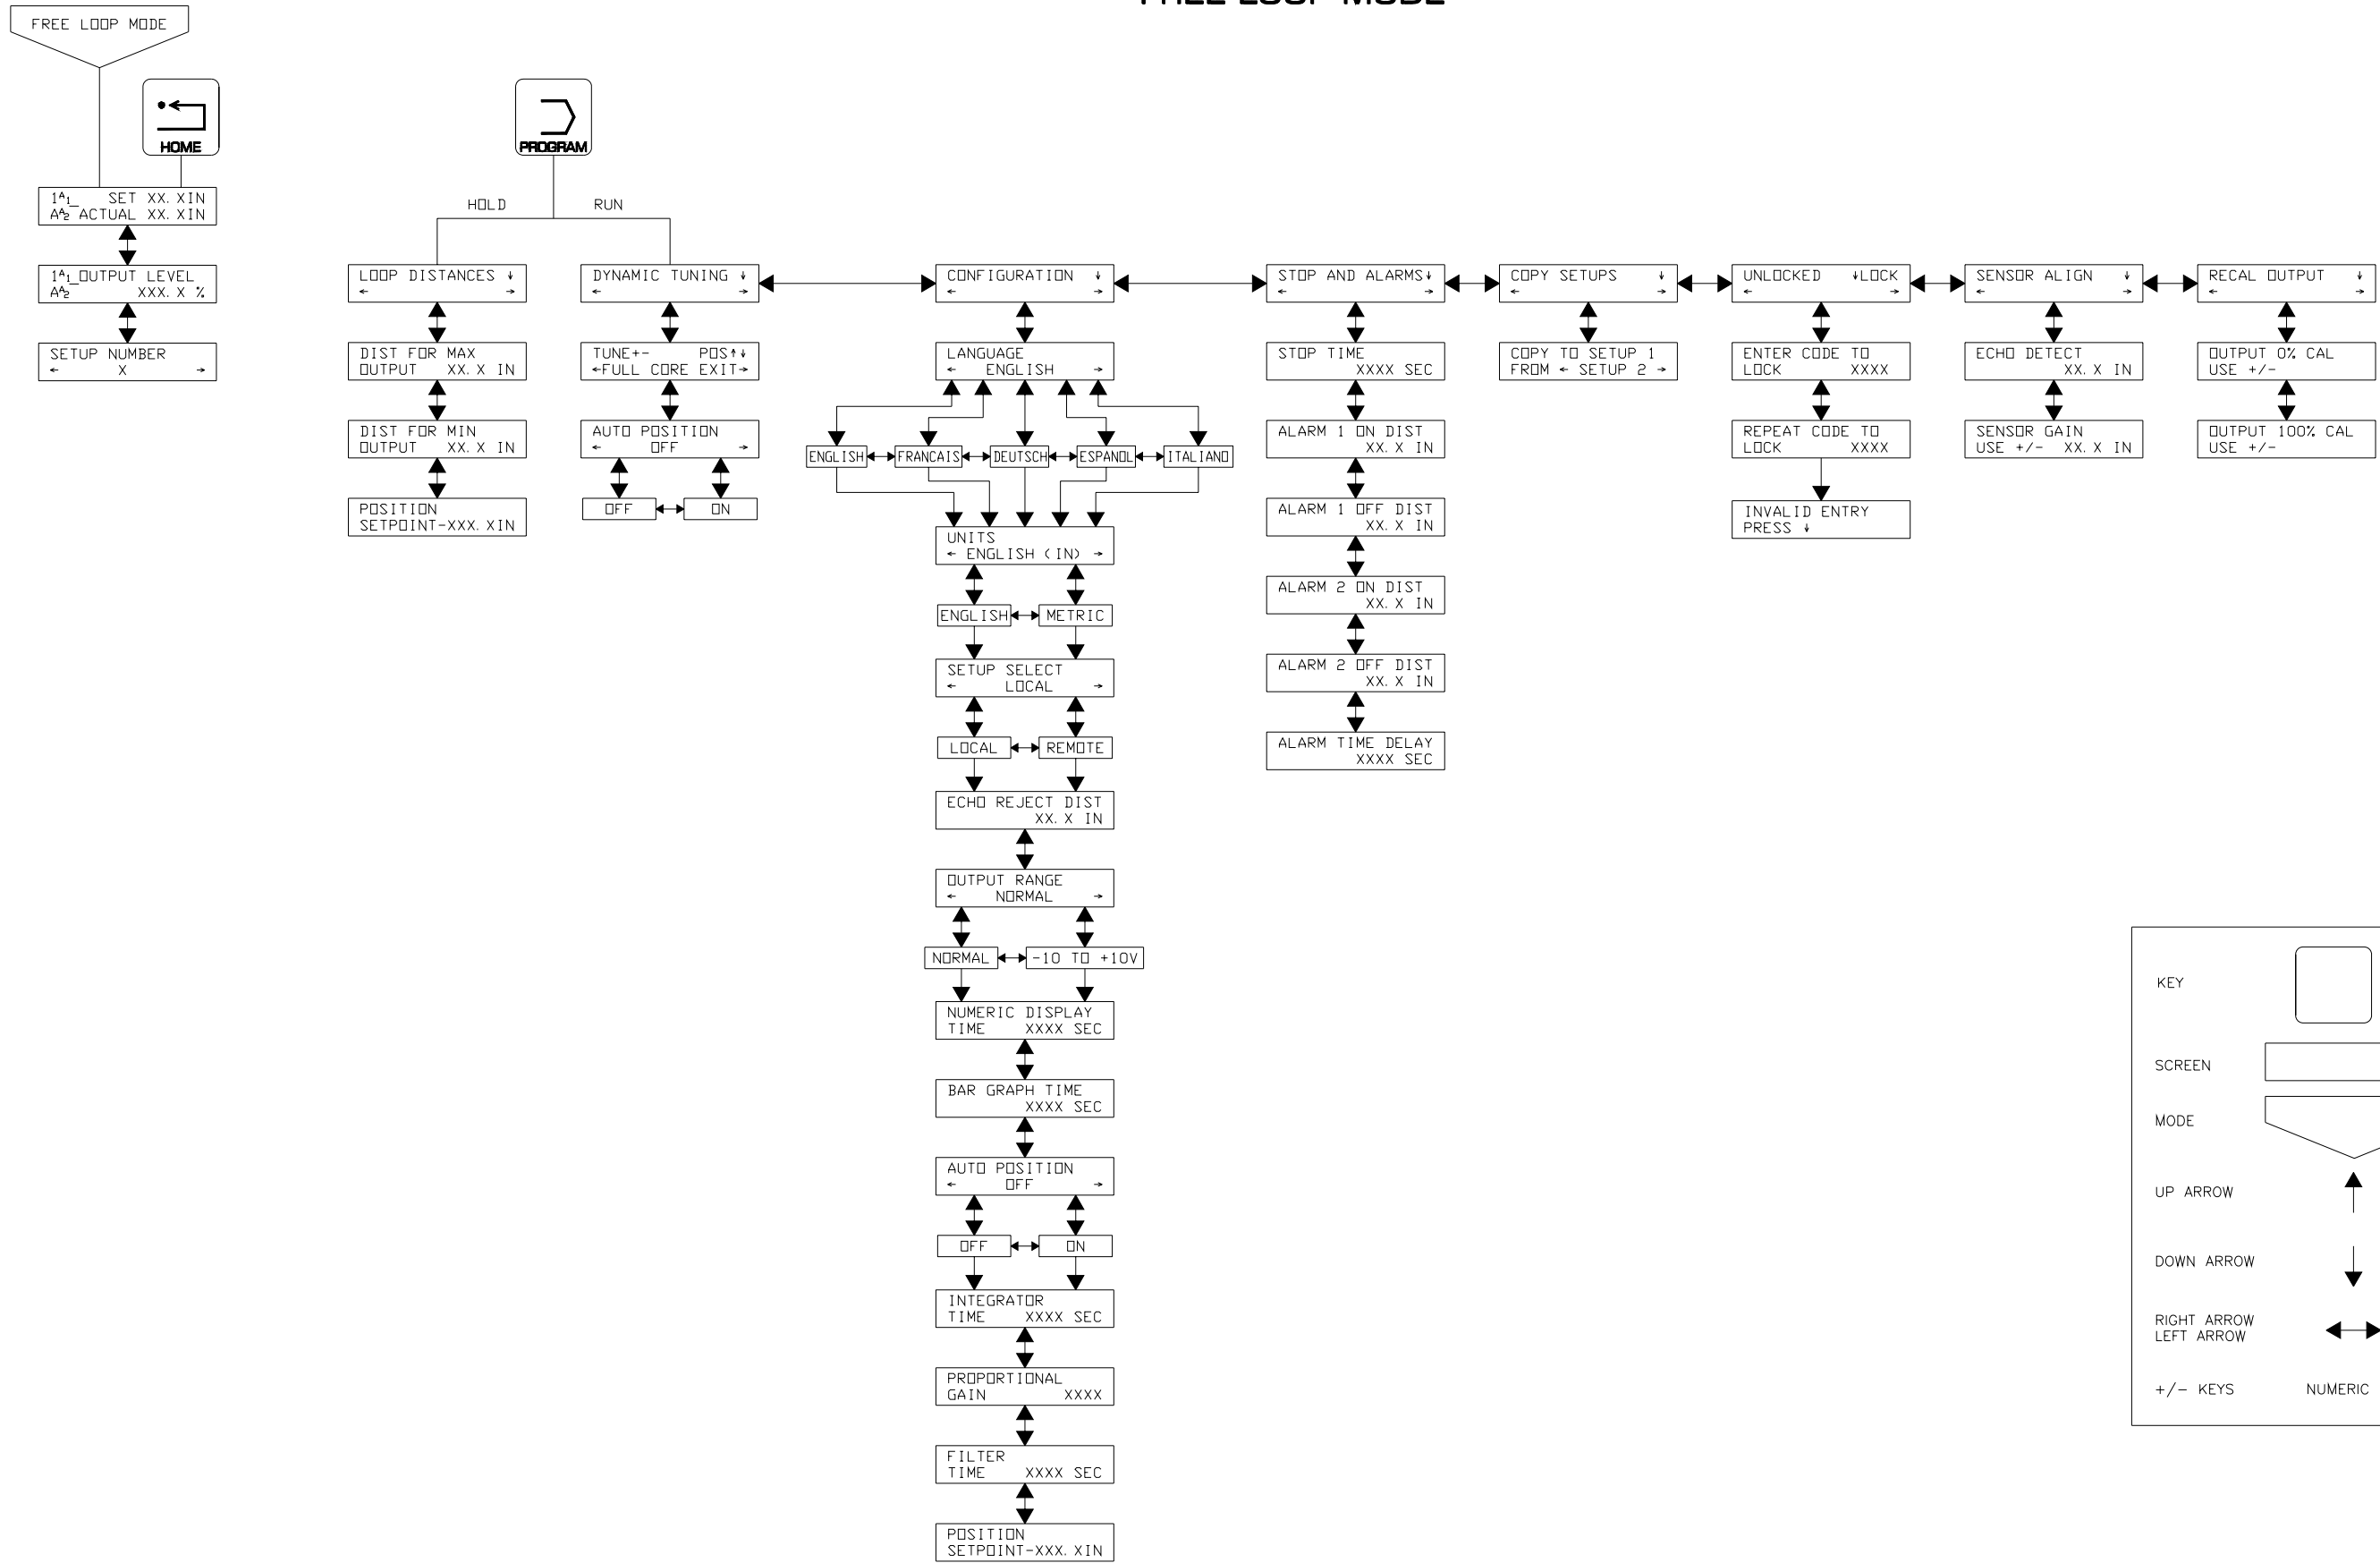 FREE LOOP MODE
FREE LOOP MODE
HOME
1A1_ SET XX.XIN
AA2 ACTUAL XX.XIN
1A1_OUTPUT LEVEL
AA2 XXX.X %
SETUP NUMBER
← X →
PROGRAM
HOLD
RUN
LOOP DISTANCES ↓
← →
DIST FOR MAX
OUTPUT XX.X IN
DIST FOR MIN
OUTPUT XX.X IN
POSITION
SETPOINT-XXX.XIN
DYNAMIC TUNING ↓
← →
TUNE+- POS↑↓
←FULL CORE EXIT→
AUTO POSITION
← OFF →
OFF
ON
CONFIGURATION ↓
← →
LANGUAGE
← ENGLISH →
ENGLISH
FRANCAIS
DEUTSCH
ESPANOL
ITALIANO
UNITS
← ENGLISH (IN) →
ENGLISH
METRIC
SETUP SELECT
← LOCAL →
LOCAL
REMOTE
ECHO REJECT DIST
XX.X IN
OUTPUT RANGE
← NORMAL →
NORMAL
-10 TO +10V
NUMERIC DISPLAY
TIME XXXX SEC
BAR GRAPH TIME
XXXX SEC
AUTO POSITION
← OFF →
OFF
ON
INTEGRATOR
TIME XXXX SEC
PROPORTIONAL
GAIN XXXX
FILTER
TIME XXXX SEC
POSITION
SETPOINT-XXX.XIN
STOP AND ALARMS↓
← →
STOP TIME
XXXX SEC
ALARM 1 ON DIST
XX.X IN
ALARM 1 OFF DIST
XX.X IN
ALARM 2 ON DIST
XX.X IN
ALARM 2 OFF DIST
XX.X IN
ALARM TIME DELAY
XXXX SEC
COPY SETUPS ↓
← →
COPY TO SETUP 1
FROM ← SETUP 2 →
UNLOCKED ↓LOCK
← →
ENTER CODE TO
LOCK XXXX
REPEAT CODE TO
LOCK XXXX
INVALID ENTRY
PRESS ↓
SENSOR ALIGN ↓
← →
ECHO DETECT
XX.X IN
SENSOR GAIN
USE +/- XX.X IN
RECAL OUTPUT ↓
← →
OUTPUT 0% CAL
USE +/-
OUTPUT 100% CAL
USE +/-
KEY
SCREEN
MODE
UP ARROW
DOWN ARROW
RIGHT ARROW
LEFT ARROW
+/- KEYS NUMERIC